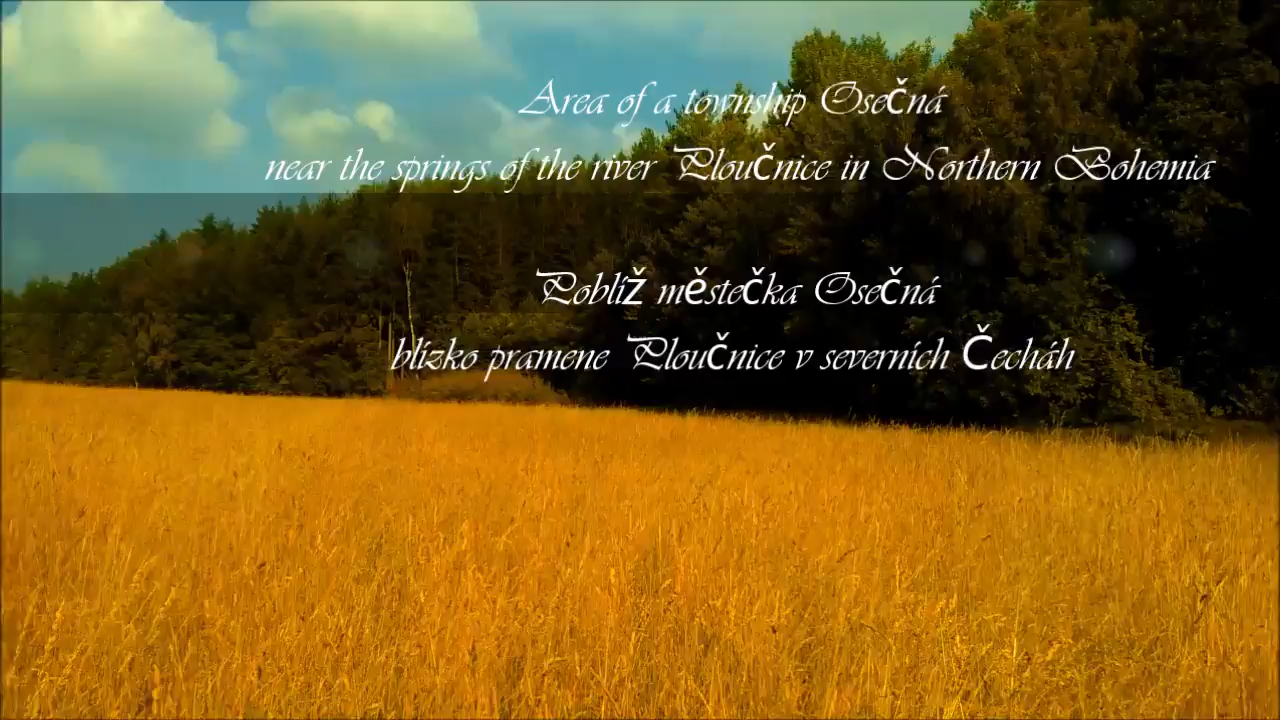 Area of a township Osečná
near the springs of the river Ploučnice in Northern Bohemia
Poblíž městečka Osečná
blízko pramene Ploučnice v severních Čecháh